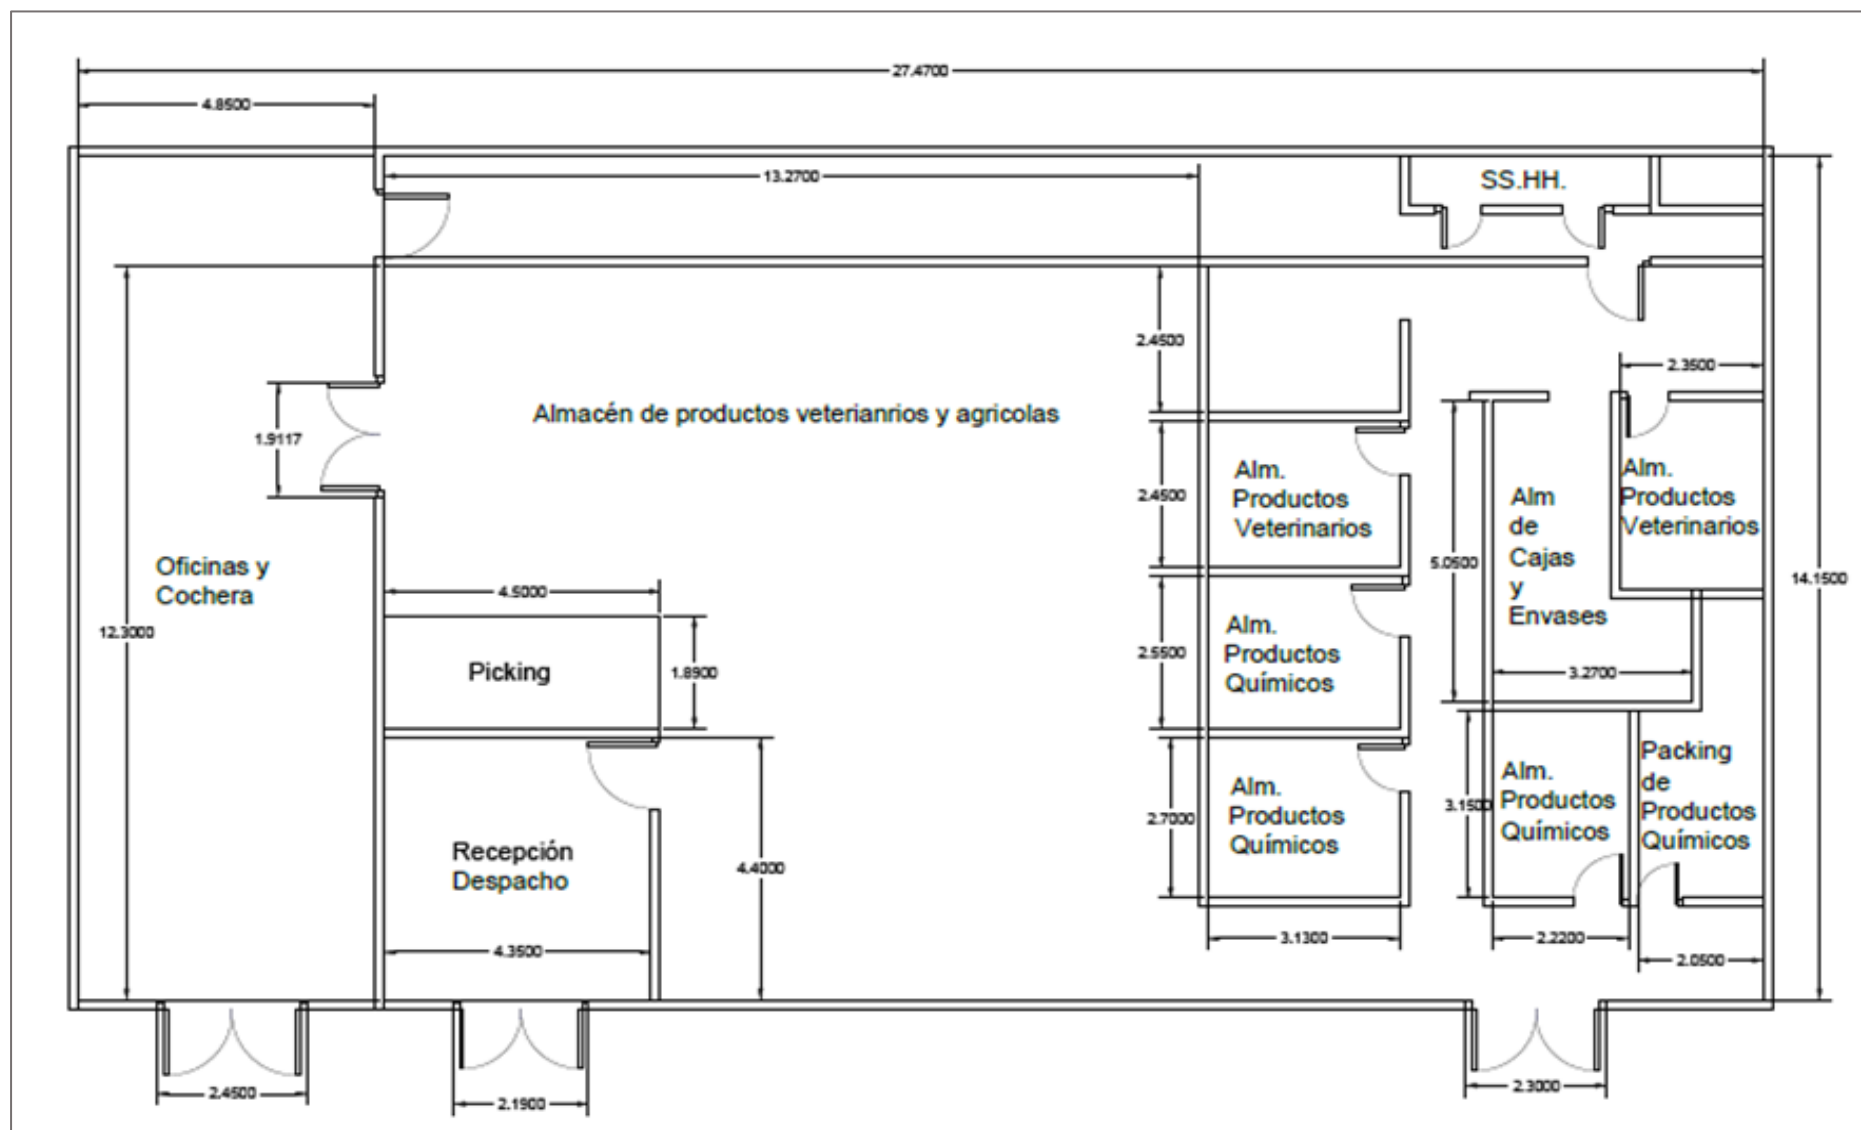 27.4700
4.8500
13.2700
SS.HH.
2.4500
2.3500
Almacén de productos veterianrios y agricolas
1.9117
Alm.
Productos
Veterinarios
2.4500
Alm
de
Cajas
y
Envases
Alm.
Productos
Veterinarios
5.0500
14.1500
Oficinas y
Cochera
4.5000
12.3000
Picking
1.8900
2.5500
Alm.
Productos
Químicos
3.2700
Recepción
Despacho
4.4000
4.3500
2.7000
Alm.
Productos
Químicos
3.1500
Alm.
Productos
Químicos
Packing
de
Productos
Químicos
3.1300
2.2200
2.0500
2.4500
2.1900
2.3000